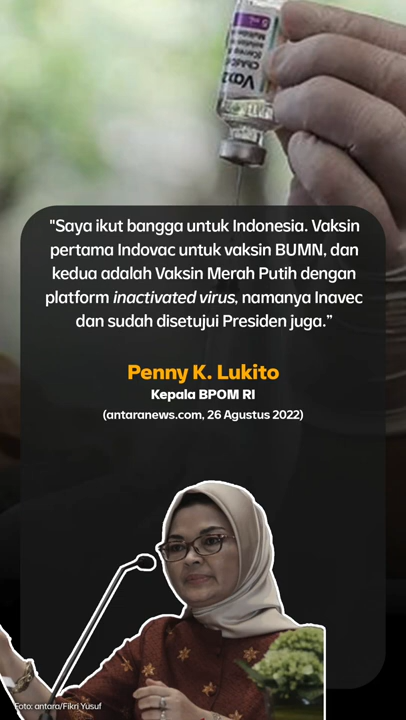 "Saya ikut bangga untuk Indonesia. Vaksin
pertama Indovac untuk vaksin BUMN, dan
kedua adalah Vaksin Merah Putih dengan
platform inactivated virus, namanya Inavec
dan sudah disetujui Presiden juga.”
Penny K. Lukito
Kepala BPOM RI
(antaranews.com, 26 Agustus 2022)
Foto: antara/Fikri Yusuf